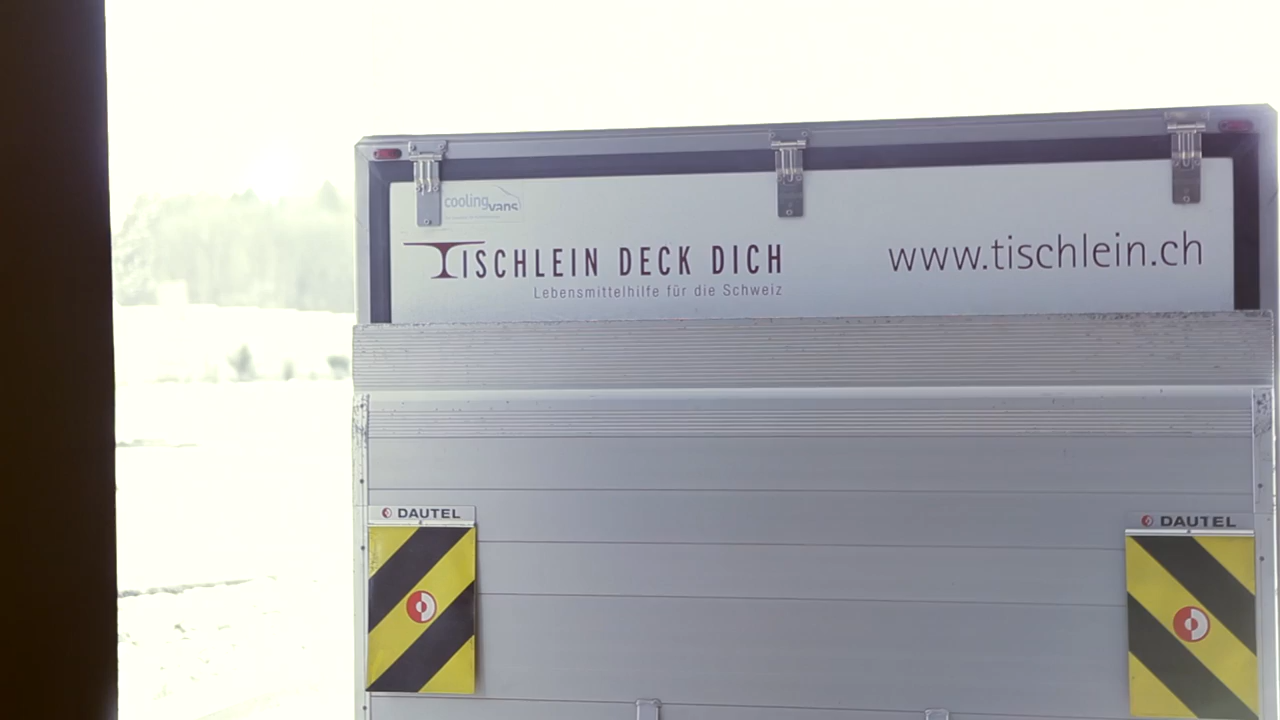 coolingvans
TISCHLEIN DECK DICH
Lebensmittelhilfe für die Schweiz
www.tischlein.ch
DAUTEL
DAUTEL